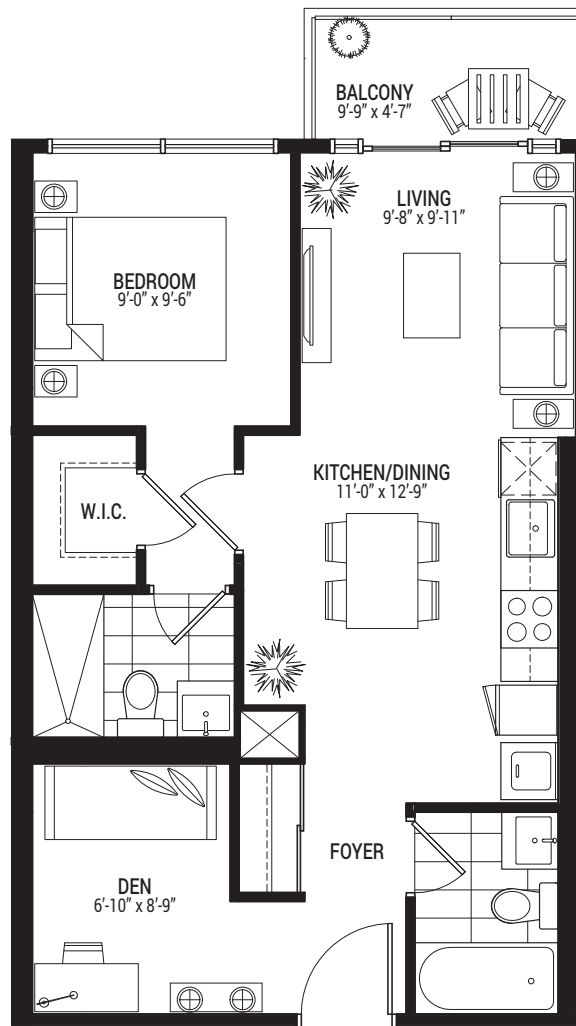 BALCONY
9'-9" x 4'-7"
LIVING
9'-8" x 9'-11"
BEDROOM
9'-0" x 9'-6"
KITCHEN/DINING
11'-0" x 12'-9"
W.I.C.
FOYER
DEN
6'-10" x 8'-9"